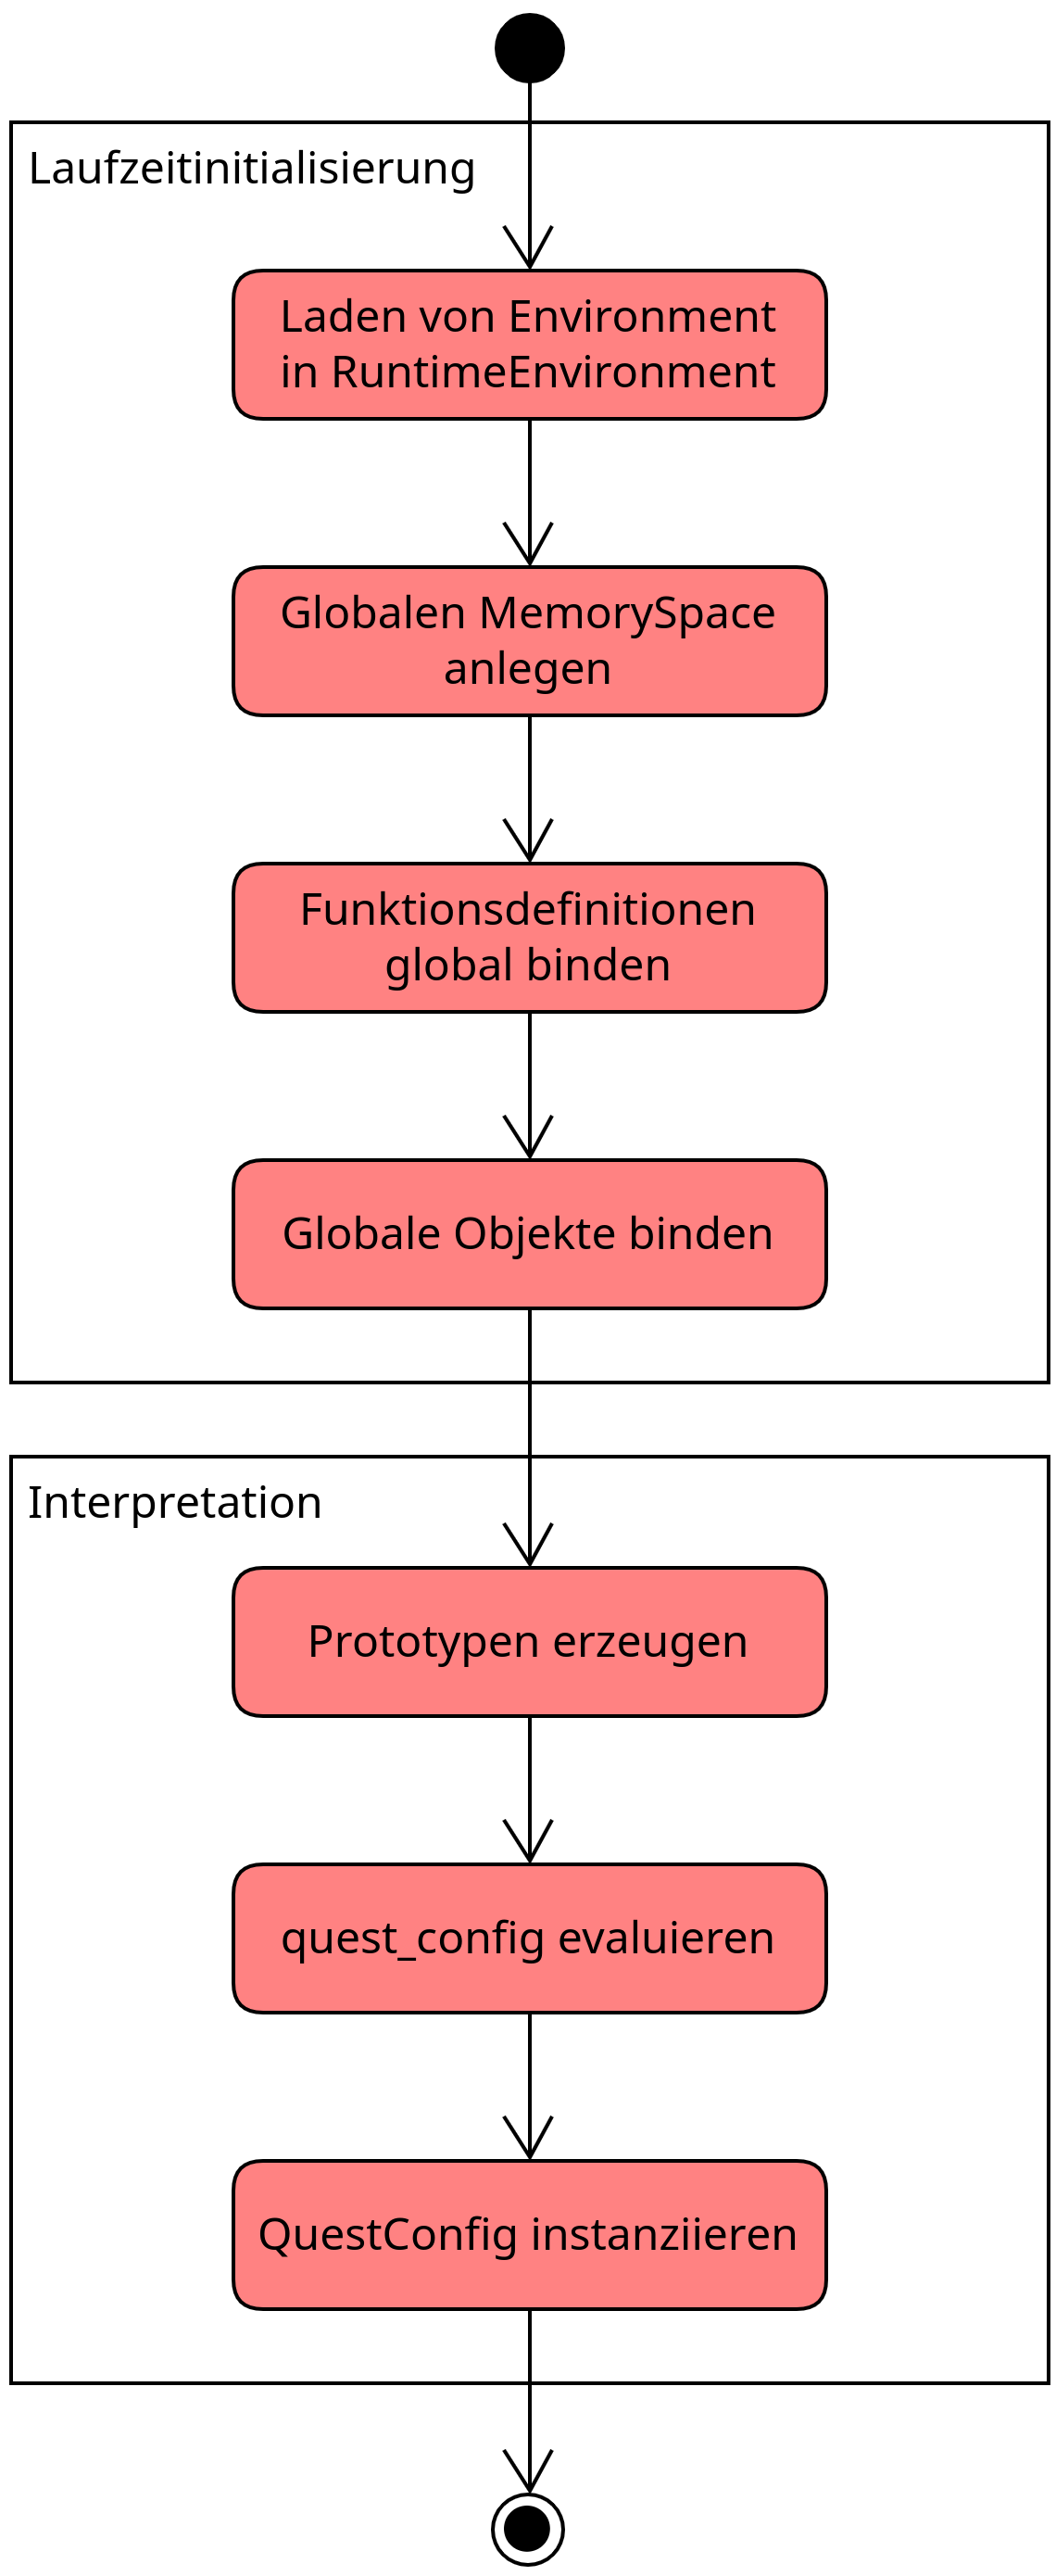 Laufzeitinitialisierung
Laden von Environment
in RuntimeEnvironment
Globalen MemorySpace
anlegen
Funktionsdefinitionen
global binden
Globale Objekte binden
Interpretation
Prototypen erzeugen
quest_config evaluieren
QuestConfig instanziieren